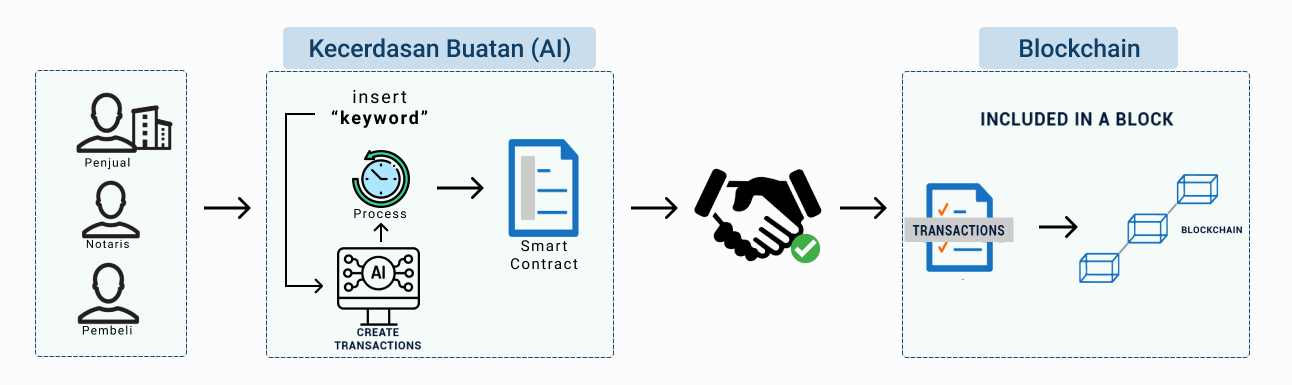 Penjual
Notaris
Pembeli
Kecerdasan Buatan (AI)
insert
“keyword”
Process
AI
CREATE
TRANSACTIONS
Smart
Contract
Blockchain
INCLUDED IN A BLOCK
TRANSACTIONS
BLOCKCHAIN